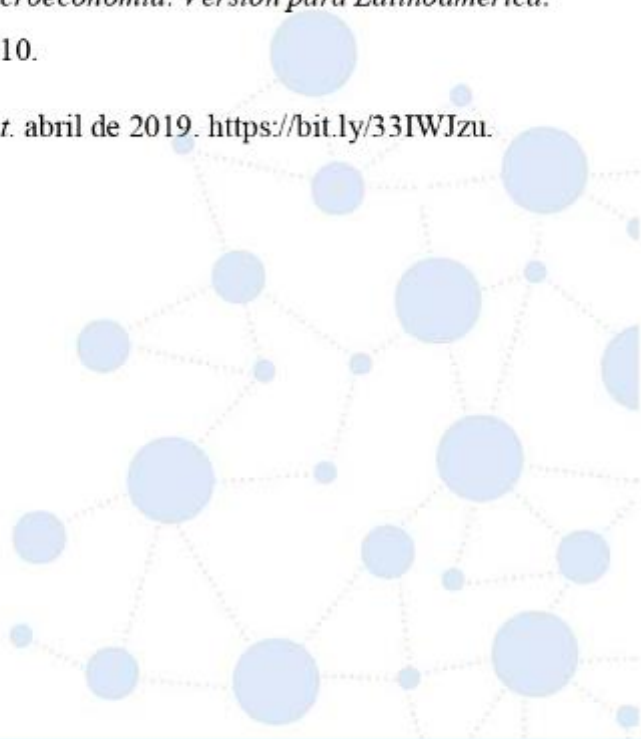 croeconomía. Versión para Latinoamérica.
10.
t. abril de 2019. https://bit.ly/33IWJzu.